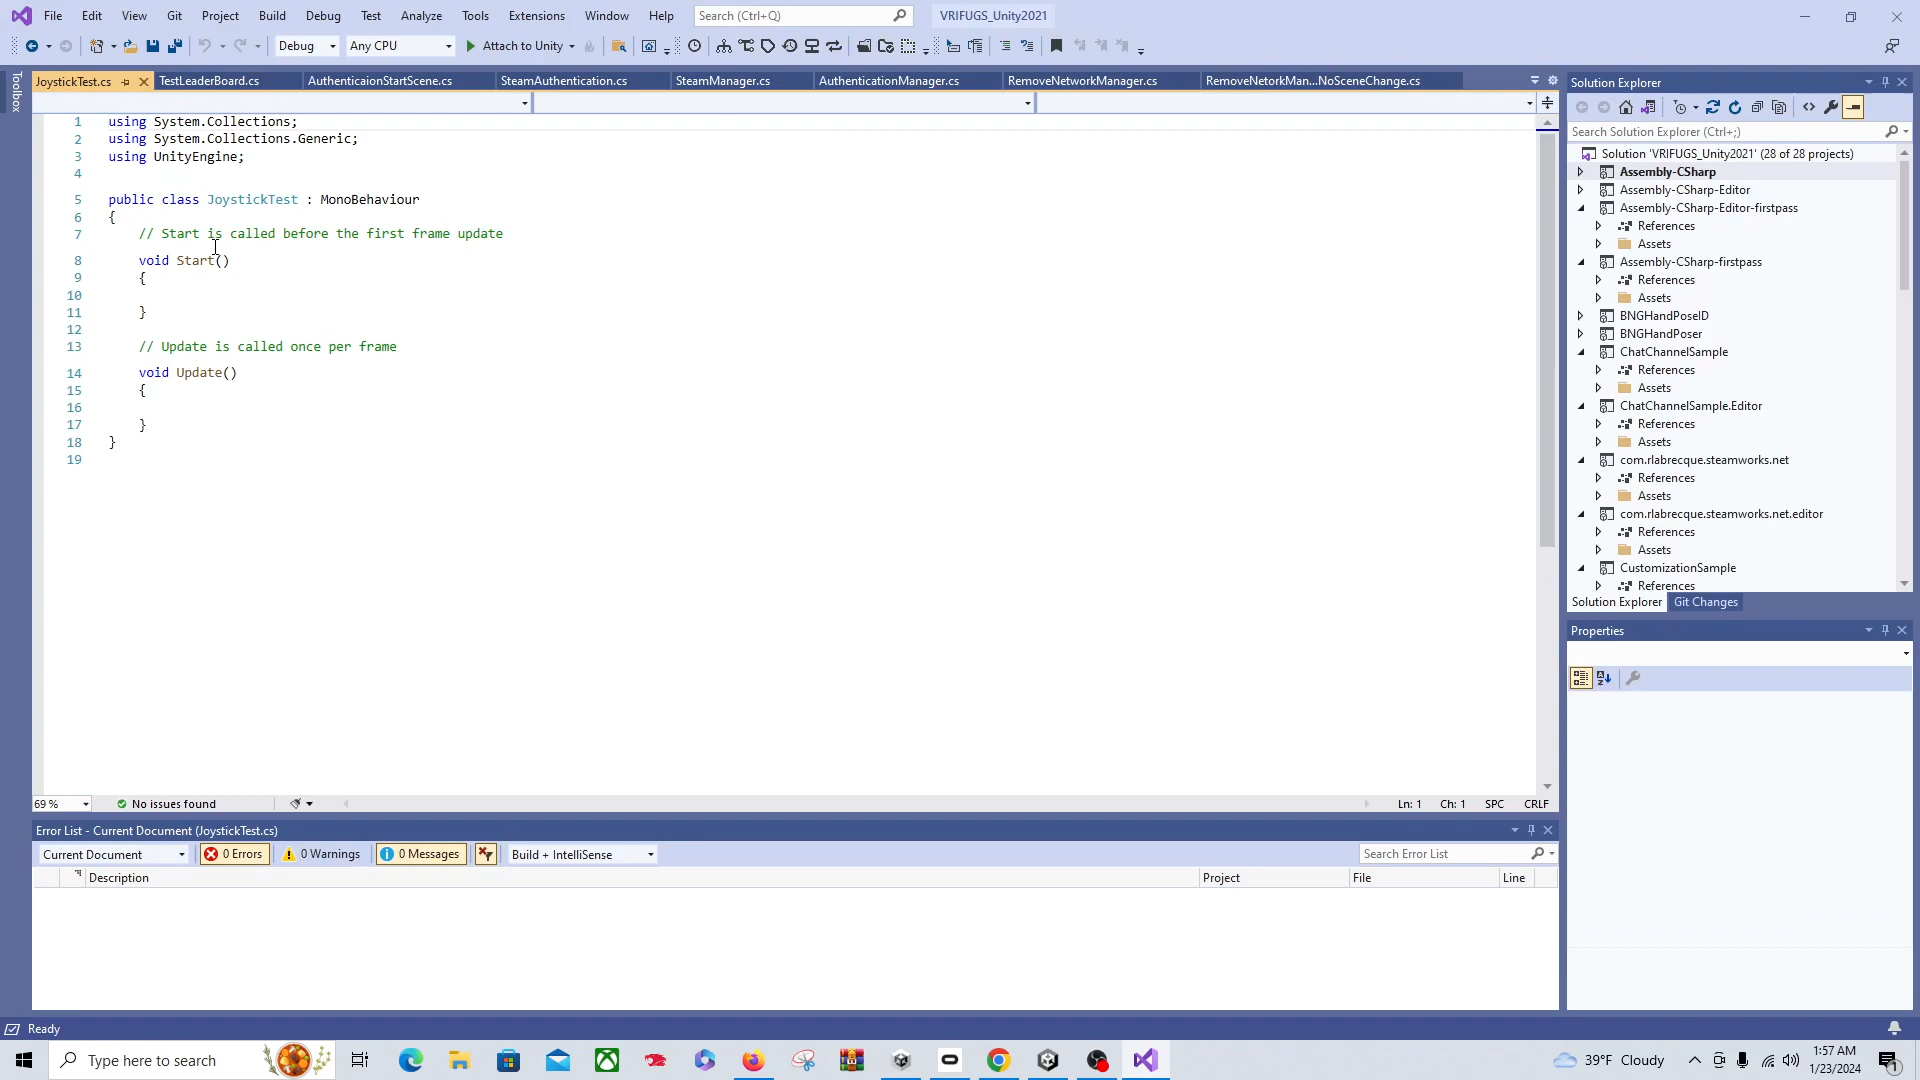 File Edit View Git Project Build Debug Test Analyze Tools Extensions Window Help Search (Ctrl+Q) VRIFUGS_Unity2021
Debug Any CPU Attach to Unity
Toolbox
JoystickTest.cs TestLeaderBoard.cs AuthenticaionStartScene.cs SteamAuthentication.cs SteamManager.cs AuthenticationManager.cs RemoveNetworkManager.cs RemoveNetorkMan...NoSceneChange.cs
1 using System.Collections;
2 using System.Collections.Generic;
3 using UnityEngine;
4
5 public class JoystickTest : MonoBehaviour
6 {
7 // Start is called before the first frame update
8 void Start()
9 {
10
11 }
12
13 // Update is called once per frame
14 void Update()
15 {
16
17 }
18 }
19
69 % No issues found Ln: 1 Ch: 1 SPC CRLF
Error List - Current Document (JoystickTest.cs)
Current Document 0 Errors 0 Warnings 0 Messages Build + IntelliSense Search Error List
Description Project File Line
Solution Explorer
Search Solution Explorer (Ctrl+;)
Solution 'VRIFUGS_Unity2021' (28 of 28 projects)
Assembly-CSharp
Assembly-CSharp-Editor
Assembly-CSharp-Editor-firstpass
References
Assets
Assembly-CSharp-firstpass
References
Assets
BNGHandPoseID
BNGHandPoser
ChatChannelSample
References
Assets
ChatChannelSample.Editor
References
Assets
com.rlabrecque.steamworks.net
References
Assets
com.rlabrecque.steamworks.net.editor
References
Assets
CustomizationSample
References
Solution Explorer Git Changes
Properties
Ready
Type here to search 39°F Cloudy 1:57 AM
1/23/2024 1